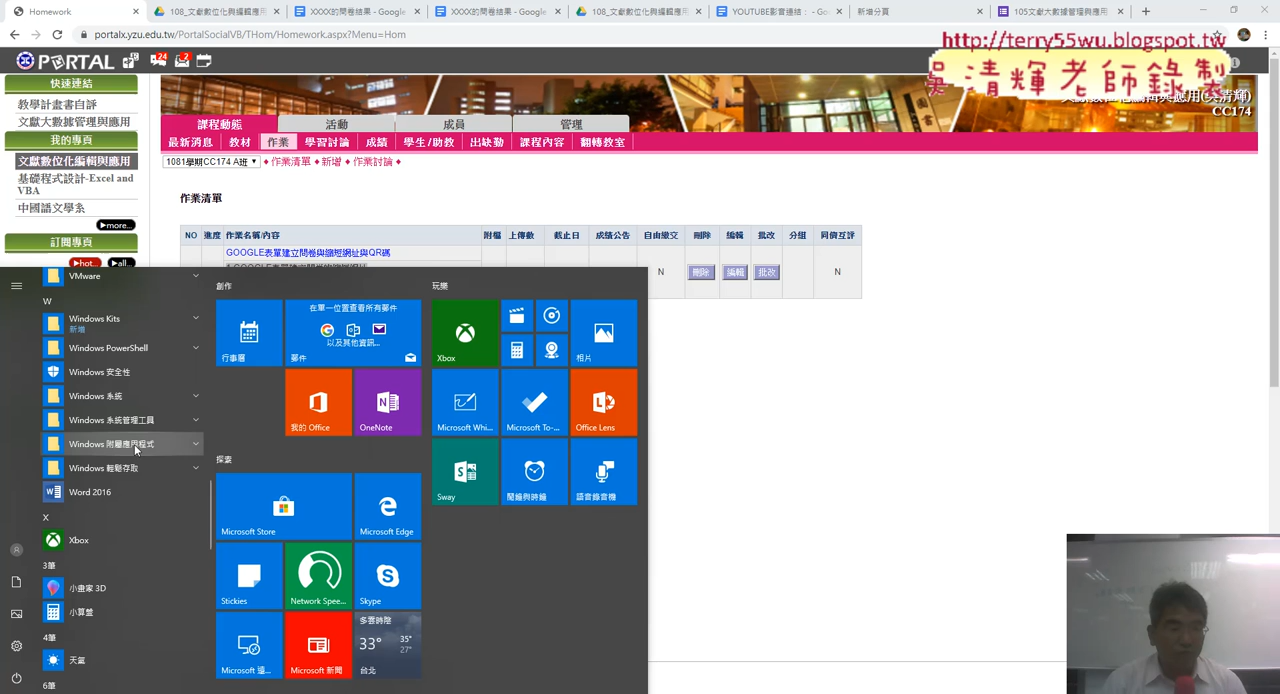 Homework
108_文獻數位化與編輯應用
XXXX的問卷結果 - Google
XXXX的問卷結果 - Google
108_文獻數位化與編輯應用
YOUTUBE影音連結： - Go
新分頁
105文獻大數據管理與應用
portalx.yzu.edu.tw/PortalSocialVB/THom/Homework.aspx?Menu=Hom
PORTAL
24
2
http://terry55wu.blogspot.tw
吳清輝老師錄製
CC174
快速連結
教學計畫書自評
文獻大數據管理與應用
我的專頁
文獻數位化編輯與應用
基礎程式設計-Excel and
VBA
中國語文學系
▶more...
訂閱專頁
▶hot...
▶all...
課程動態
活動
成員
管理
最新消息
教材
作業
學習討論
成績
學生/助教
出缺勤
課程內容
翻轉教室
1081學期CC174 A班
♦作業清單 ♦新增 ♦作業討論 ♦
作業清單
NO
進度
作業名稱/內容
附檔
上傳數
截止日
成績公告
自由繳交
刪除
編輯
批改
分組
同儕互評
GOOGLE表單建立問卷與縮短網址與QR碼
N
刪除
編輯
批改
N
VMware
W
Windows Kits
新增
Windows PowerShell
Windows 安全性
Windows 系統
Windows 系統管理工具
Windows 附屬應用程式
Windows 輕鬆存取
Word 2016
X
Xbox
3筆
小畫家 3D
小算盤
4筆
天氣
6筆
創作
行事曆
在單一位置查看所有郵件
以及其他資訊...
郵件
我的 Office
OneNote
探索
Microsoft Store
Microsoft Edge
Stickies
Network Spee...
Skype
Microsoft 遠...
Microsoft 新聞
多雲時陰
33°
35°
27°
台北
玩樂
Xbox
相片
Microsoft Whi...
Microsoft To-...
Office Lens
Sway
鬧鐘與時鐘
語音錄音機